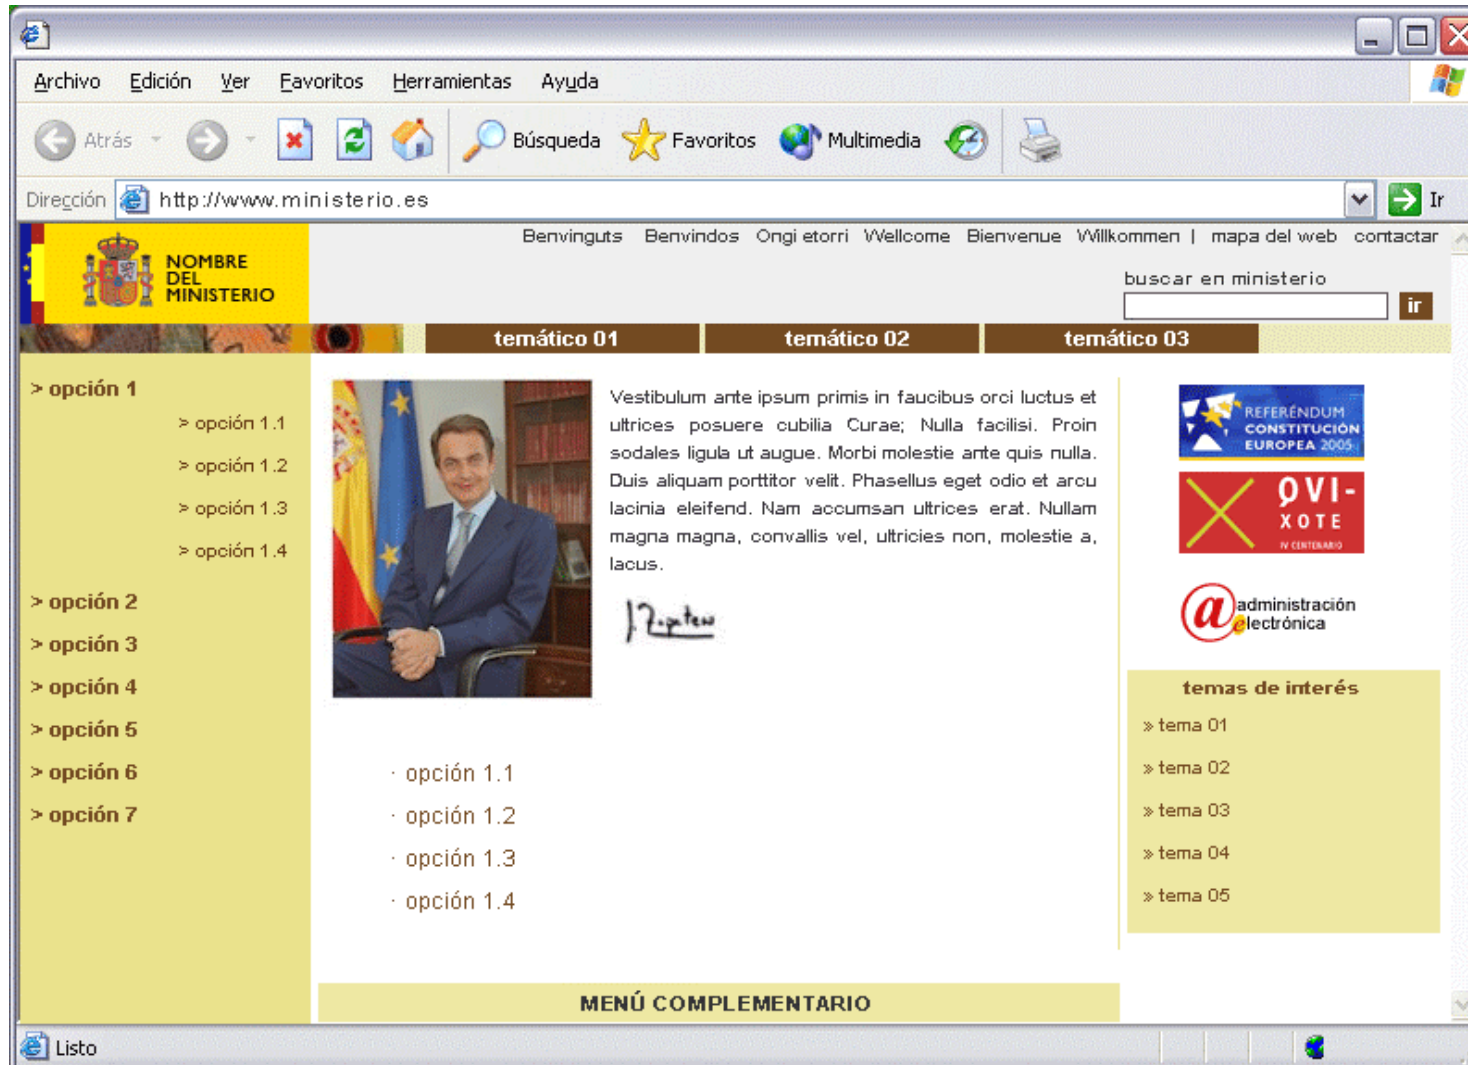 Archivo Edición Ver Favoritos Herramientas Ayuda
Atrás Búsqueda Favoritos Multimedia
Dirección http://www.ministerio.es Ir
Benvinguts Benvindos Ongi etorri Wellcome Bienvenue Willkommen | mapa del web contactar
NOMBRE
DEL
MINISTERIO
buscar en ministerio
ir
temático 01 temático 02 temático 03
> opción 1
> opción 1.1
> opción 1.2
> opción 1.3
> opción 1.4
> opción 2
> opción 3
> opción 4
> opción 5
> opción 6
> opción 7
Vestibulum ante ipsum primis in faucibus orci luctus et
ultrices posuere cubilia Curae; Nulla facilisi. Proin
sodales ligula ut augue. Morbi molestie ante quis nulla.
Duis aliquam porttitor velit. Phasellus eget odio et arcu
lacinia eleifend. Nam accumsan ultrices erat. Nullam
magna magna, convallis vel, ultricies non, molestie a,
lacus.
J. Zapatero
· opción 1.1
· opción 1.2
· opción 1.3
· opción 1.4
REFERÉNDUM
CONSTITUCIÓN
EUROPEA 2005
QVI-
XOTE
IV CENTENARIO
@ administración
electrónica
temas de interés
» tema 01
» tema 02
» tema 03
» tema 04
» tema 05
MENÚ COMPLEMENTARIO
Listo